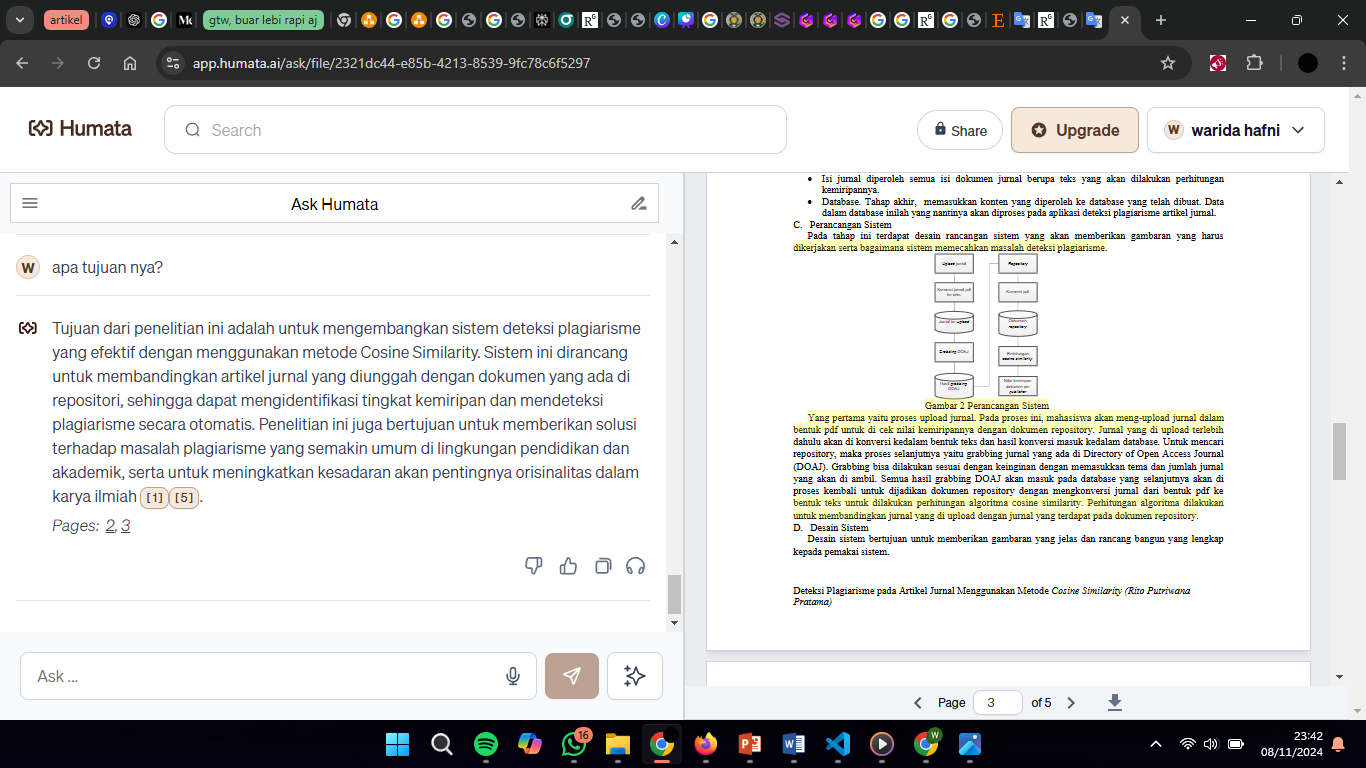 artikel
gtw, buar lebi rapi aj
app.humata.ai/ask/file/2321dc44-e85b-4213-8539-9fc78c6f5297
Humata
Search
Share
Upgrade
W
warida hafni
Ask Humata
W
apa tujuan nya?
Tujuan dari penelitian ini adalah untuk mengembangkan sistem deteksi plagiarisme
yang efektif dengan menggunakan metode Cosine Similarity. Sistem ini dirancang
untuk membandingkan artikel jurnal yang diunggah dengan dokumen yang ada di
repositori, sehingga dapat mengidentifikasi tingkat kemiripan dan mendeteksi
plagiarisme secara otomatis. Penelitian ini juga bertujuan untuk memberikan solusi
terhadap masalah plagiarisme yang semakin umum di lingkungan pendidikan dan
akademik, serta untuk meningkatkan kesadaran akan pentingnya orisinalitas dalam
karya ilmiah [1] [5].
Pages: 2, 3
Ask ...
• Isi jurnal diperoleh semua isi dokumen jurnal berupa teks yang akan dilakukan perhitungan
kemiripannya.
• Database. Tahap akhir, memasukkan konten yang diperoleh ke database yang telah dibuat. Data
dalam database inilah yang nantinya akan diproses pada aplikasi deteksi plagiarisme artikel jurnal.
C. Perancangan Sistem
Pada tahap ini terdapat desain rancangan sistem yang akan memberikan gambaran yang harus
dikerjakan serta bagaimana sistem memecahkan masalah deteksi plagiarisme.
Upload jurnal
Repository
Konversi jurnal pdf
ke teks
Konversi pdf
Jurnal ter-upload
Dokumen
repository
Grabbing DOAJ
Perhitungan
cosine similarity
Hasil grabbing
DOAJ
Nilai kemiripan
dokumen per
publisher
Gambar 2 Perancangan Sistem
Yang pertama yaitu proses upload jurnal. Pada proses ini, mahasiswa akan meng-upload jurnal dalam
bentuk pdf untuk di cek nilai kemiripannya dengan dokumen repository. Jurnal yang di upload terlebih
dahulu akan di konversi kedalam bentuk teks dan hasil konversi masuk kedalam database. Untuk mencari
repository, maka proses selanjutnya yaitu grabbing jurnal yang ada di Directory of Open Access Journal
(DOAJ). Grabbing bisa dilakukan sesuai dengan keinginan dengan memasukkan tema dan jumlah jurnal
yang akan di ambil. Semua hasil grabbing DOAJ akan masuk pada database yang selanjutnya akan di
proses kembali untuk dijadikan dokumen repository dengan mengkonversi jurnal dari bentuk pdf ke
bentuk teks untuk dilakukan perhitungan algoritma cosine similarity. Perhitungan algoritma dilakukan
untuk membandingkan jurnal yang di upload dengan jurnal yang terdapat pada dokumen repository.
D. Desain Sistem
Desain sistem bertujuan untuk memberikan gambaran yang jelas dan rancang bangun yang lengkap
kepada pemakai sistem.
Deteksi Plagiarisme pada Artikel Jurnal Menggunakan Metode Cosine Similarity (Rito Putriwana
Pratama)
Page 3 of 5
16
W
23:42
08/11/2024